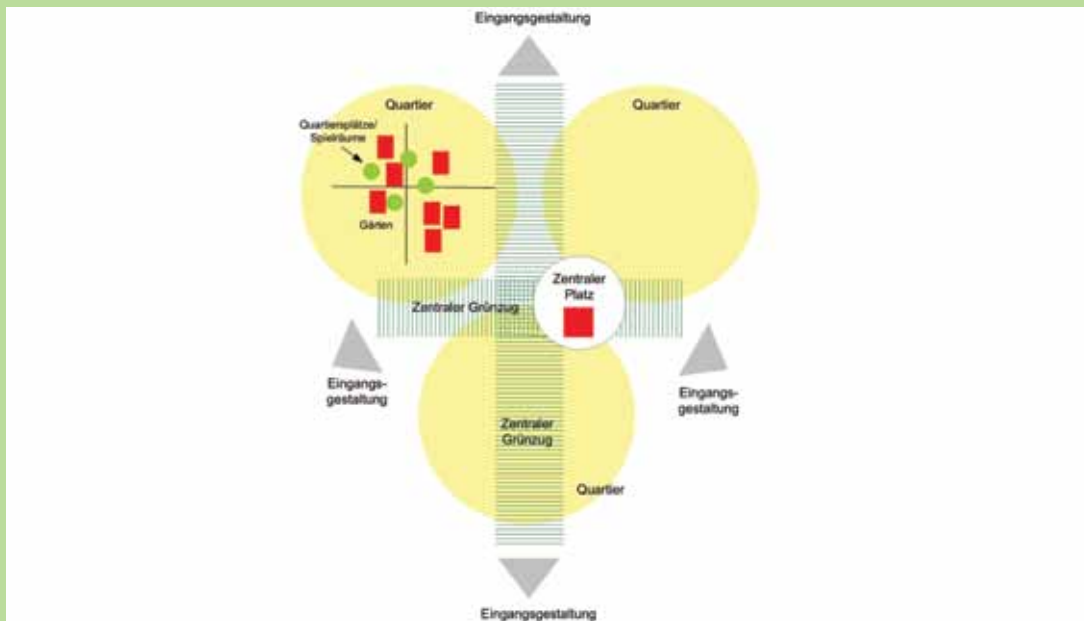 Eingangsgestaltung
Quartier
Quartier
Quartiersplätze/
Spielräume
Gärten
Zentraler
Platz
Zentraler Grünzug
Eingangs-
gestaltung
Eingangs-
gestaltung
Zentraler
Grünzug
Quartier
Eingangsgestaltung